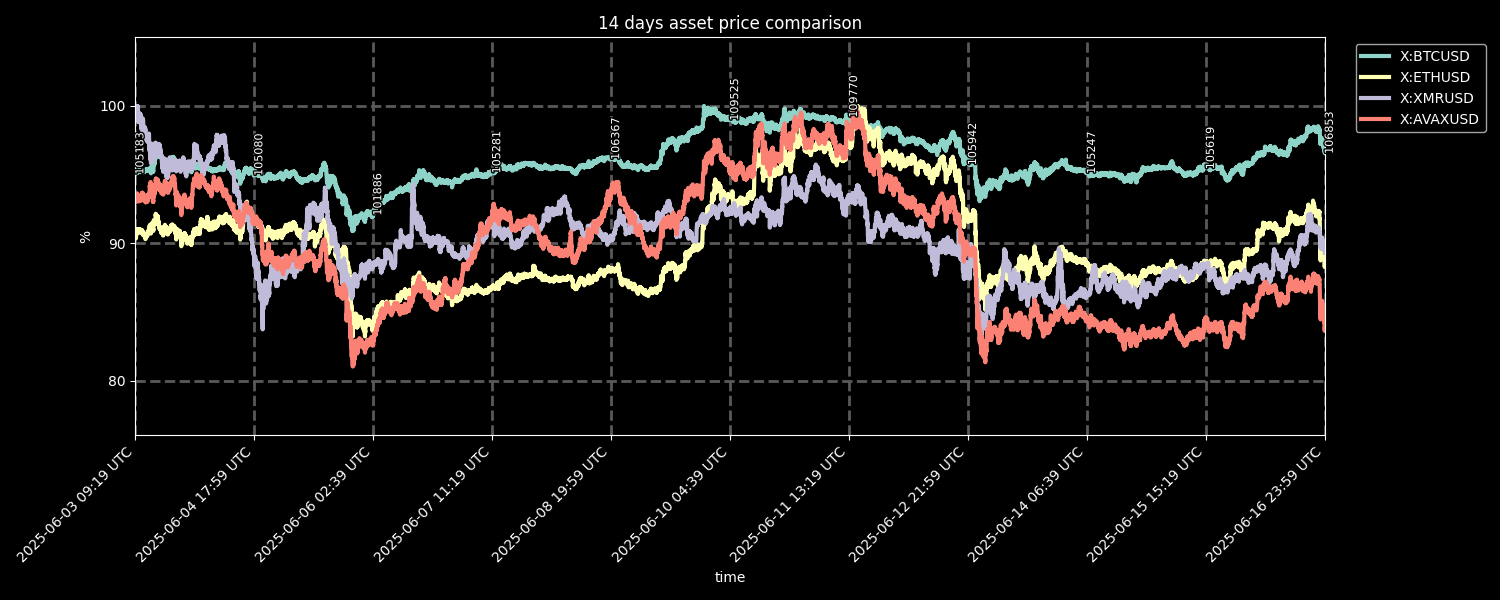 14 days asset price comparison
X:BTCUSD
X:ETHUSD
X:XMRUSD
X:AVAXUSD
100
90
80
%
105183
105080
101886
105281
106367
109525
109770
105942
105247
105619
106853
2025-06-03 09:19 UTC
2025-06-04 17:59 UTC
2025-06-06 02:39 UTC
2025-06-07 11:19 UTC
2025-06-08 19:59 UTC
2025-06-10 04:39 UTC
2025-06-11 13:19 UTC
2025-06-12 21:59 UTC
2025-06-14 06:39 UTC
2025-06-15 15:19 UTC
2025-06-16 23:59 UTC
time